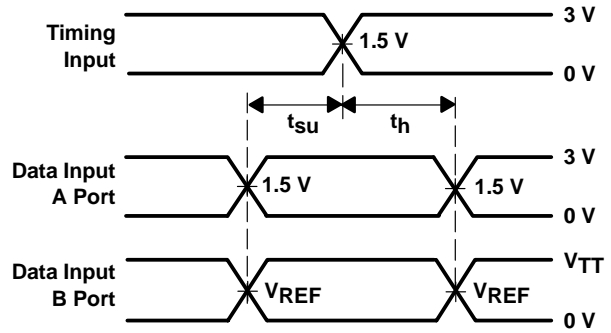 3 V
Timing
Input
1.5 V
0 V
tsu
th
Data Input
A Port
3 V
1.5 V
1.5 V
0 V
Data Input
B Port
VTT
VREF
VREF
0 V